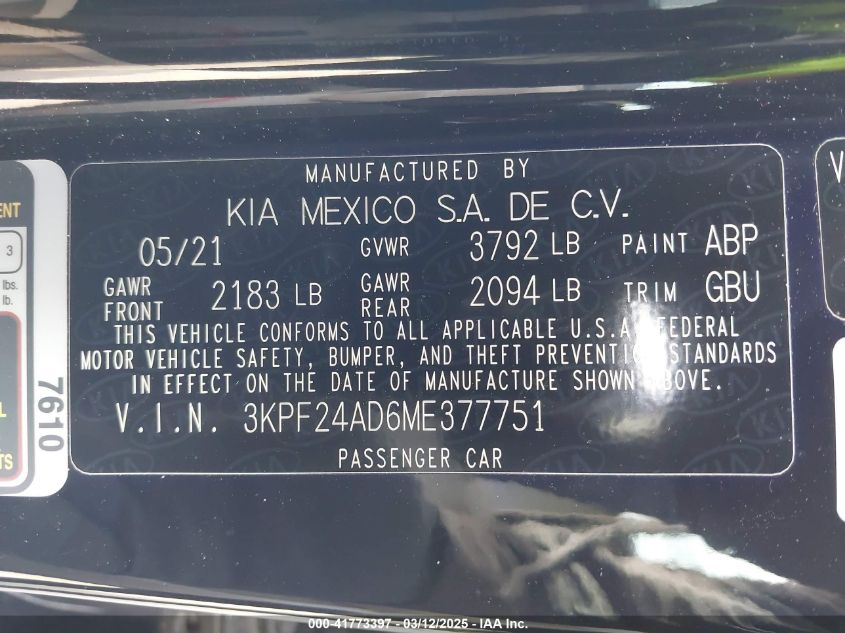 MANUFACTURED BY
KIA MEXICO S.A. DE C.V.
05/21 GVWR 3792 LB PAINT ABP
GAWR FRONT 2183 LB GAWR REAR 2094 LB TRIM GBU
THIS VEHICLE CONFORMS TO ALL APPLICABLE U.S.A. FEDERAL
MOTOR VEHICLE SAFETY, BUMPER, AND THEFT PREVENTION STANDARDS
IN EFFECT ON THE DATE OF MANUFACTURE SHOWN ABOVE.
V.I.N. 3KPF24AD6ME377751
PASSENGER CAR
7610
3
lbs.
lb.
000-41773397 - 03/12/2025 - IAA Inc.